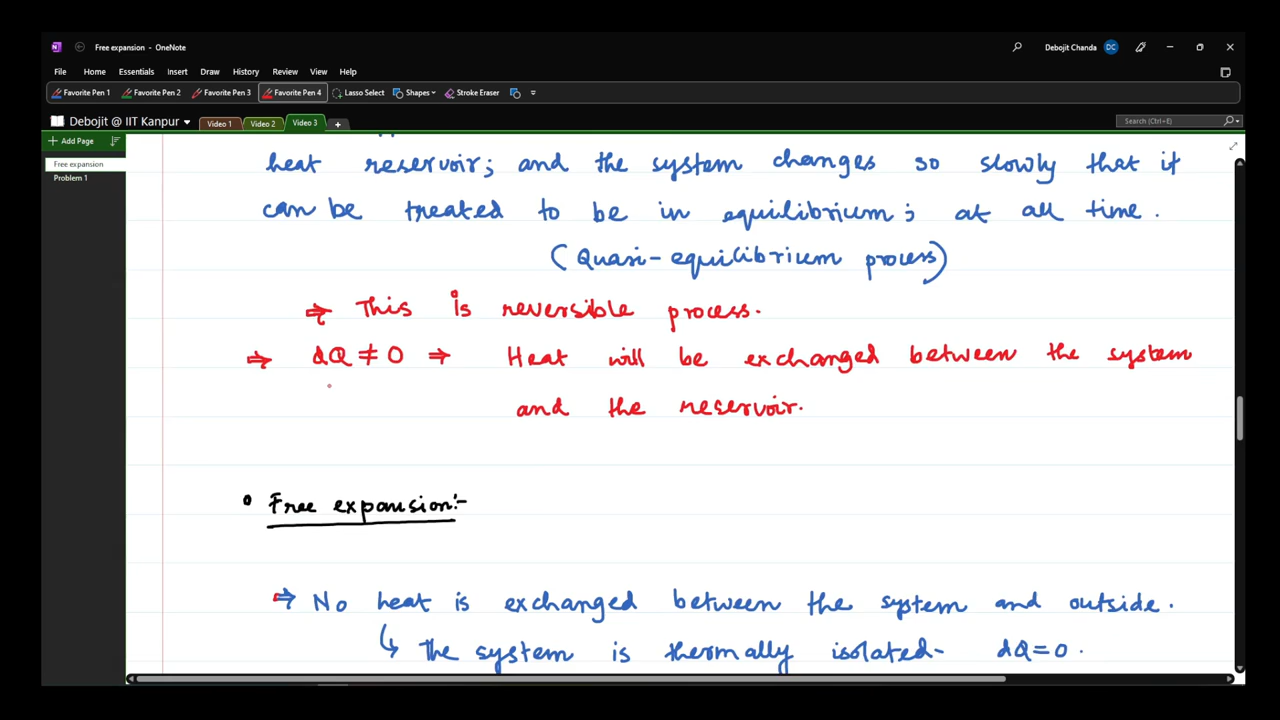 Free expansion - OneNote
Debojit Chanda DC
File Home Essentials Insert Draw History Review View Help
Favorite Pen 1 Favorite Pen 2 Favorite Pen 3 Favorite Pen 4 Lasso Select Shapes Stroke Eraser
Debojit @ IIT Kanpur Video 1 Video 2 Video 3 +
Search (Ctrl+E)
+ Add Page
Free expansion
Problem 1
heat reservoir; and the system changes so slowly that it
can be treated to be in equilibrium; at all time.
(Quasi-equilibrium process)
⇒ This is reversible process.
⇒ dQ ≠ 0 ⇒ Heat will be exchanged between the system
and the reservoir.
• Free expansion:-
⇒ No heat is exchanged between the system and outside.
↳ The system is thermally isolated- dQ=0.